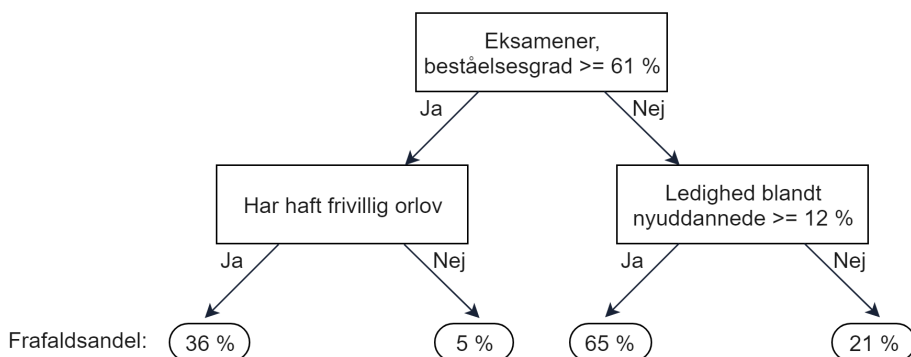 Eksamener,
beståelsesgrad >= 61 %
Ja
Nej
Har haft frivillig orlov
Ledighed blandt
nyuddannede >= 12 %
Ja
Nej
Ja
Nej
Frafaldsandel:
36 %
5 %
65 %
21 %